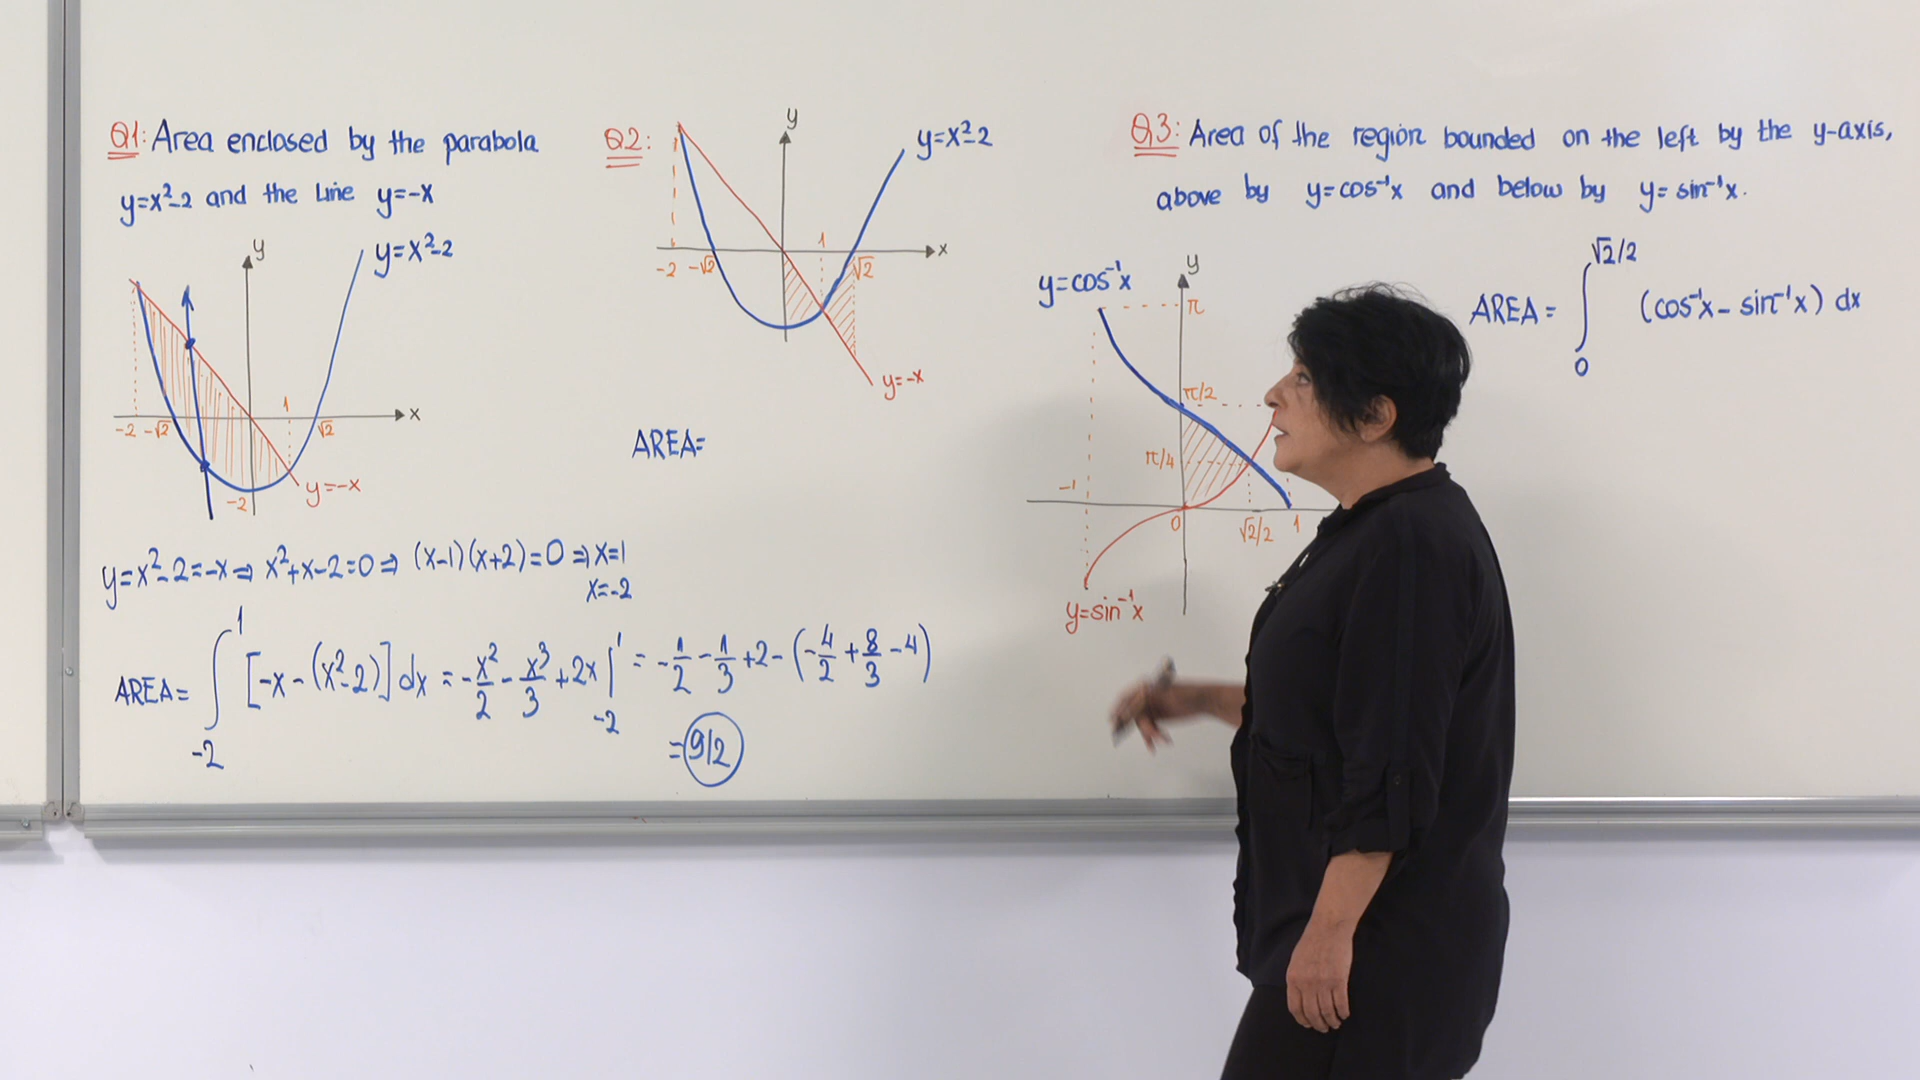 Q1: Area enclosed by the parabola
y=x²-2 and the line y=-x
y
y=x²-2
1
x
-2 -√2
√2
-2
y=-x
y=x²-2=-x⇒ x²+x-2=0⇒ (x-1)(x+2)=0 ⇒x=1
x=-2
AREA= ∫_{-2}^{1} [-x-(x²-2)]dx = -x²/2 - x³/3 +2x |_{-2}^{1} = -1/2 - 1/3 +2-(-4/2 + 8/3 -4)
=9/2
Q2:
y
y=x²-2
1
x
-2 -√2
√2
y=-x
AREA=
Q3: Area of the region bounded on the left by the y-axis,
above by y=cos⁻¹x and below by y= sin⁻¹x.
y
y=cos⁻¹x
π
π/2
π/4
-1
0
√2/2 1
y=sin⁻¹x
AREA= ∫_{0}^{√2/2} (cos⁻¹x- sin⁻¹x) dx